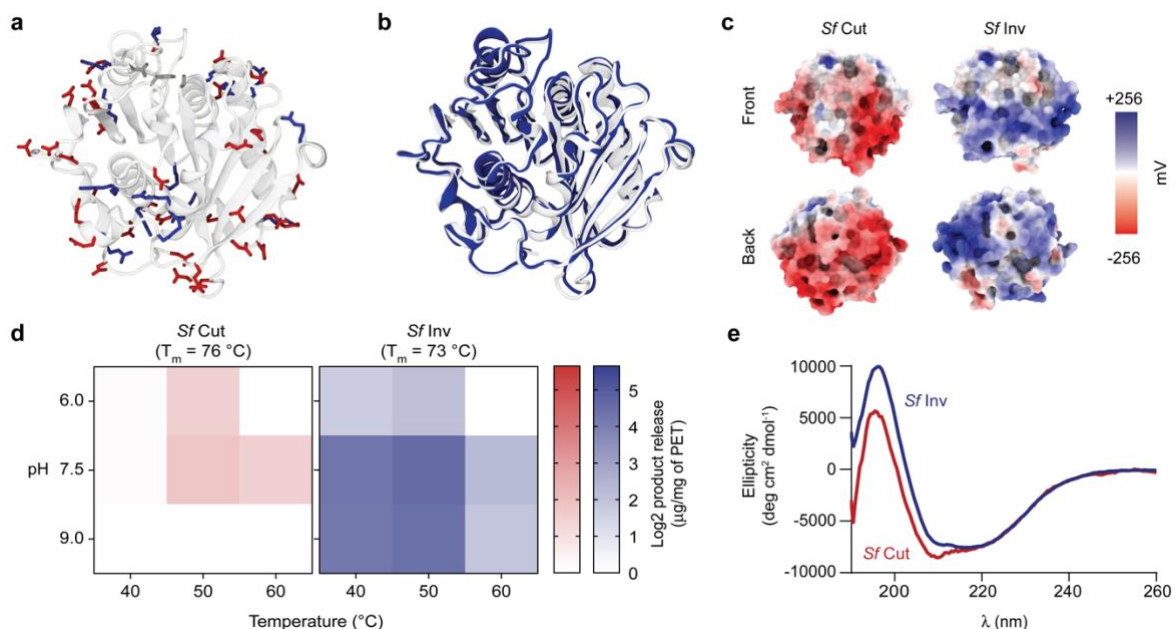 a
b
c
Sf Cut
Sf Inv
Front
Back
+256
mV
-256
d
Sf Cut
(Tm = 76 °C)
Sf Inv
(Tm = 73 °C)
6.0
pH 7.5
9.0
40 50 60
40 50 60
Temperature (°C)
5
4
3
2
1
0
Log2 product release
(µg/mg of PET)
e
10000
5000
0
-5000
-10000
Ellipticity
(deg cm² dmol⁻¹)
Sf Inv
Sf Cut
200 220 240 260
λ (nm)